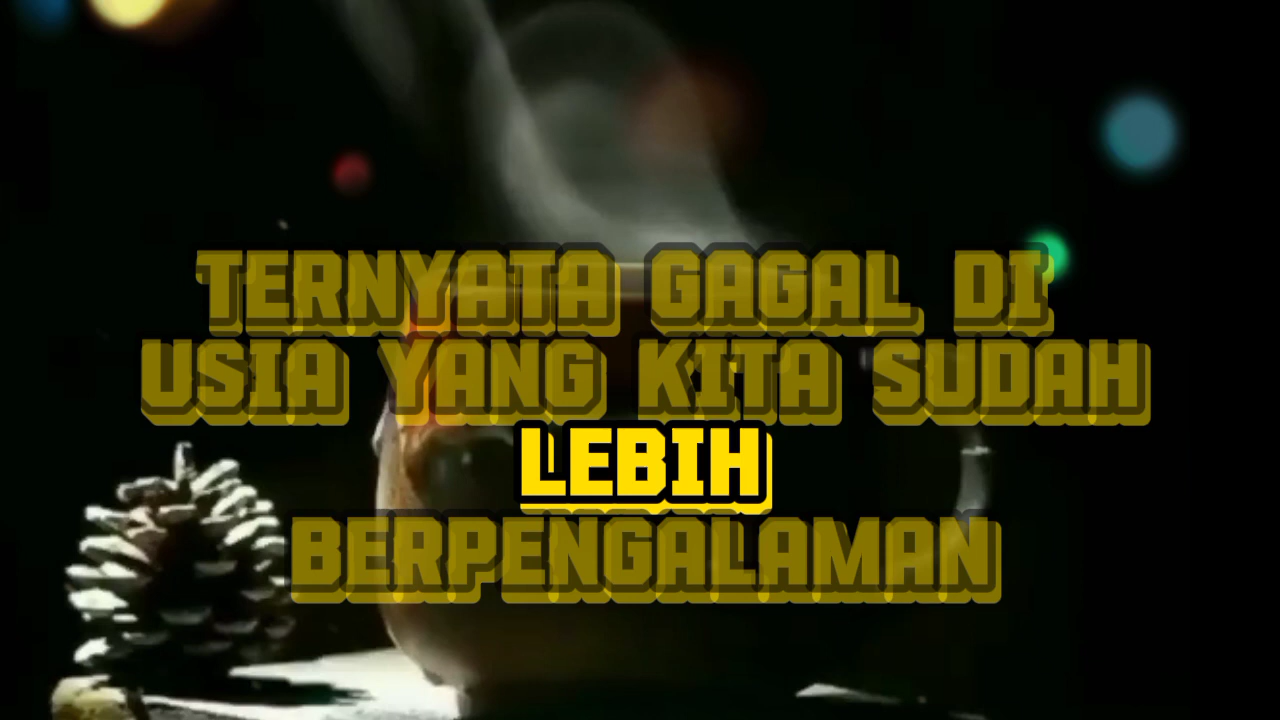 TERNYATA GAGAL DI
USIA YANG KITA SUDAH
LEBIH
BERPENGALAMAN